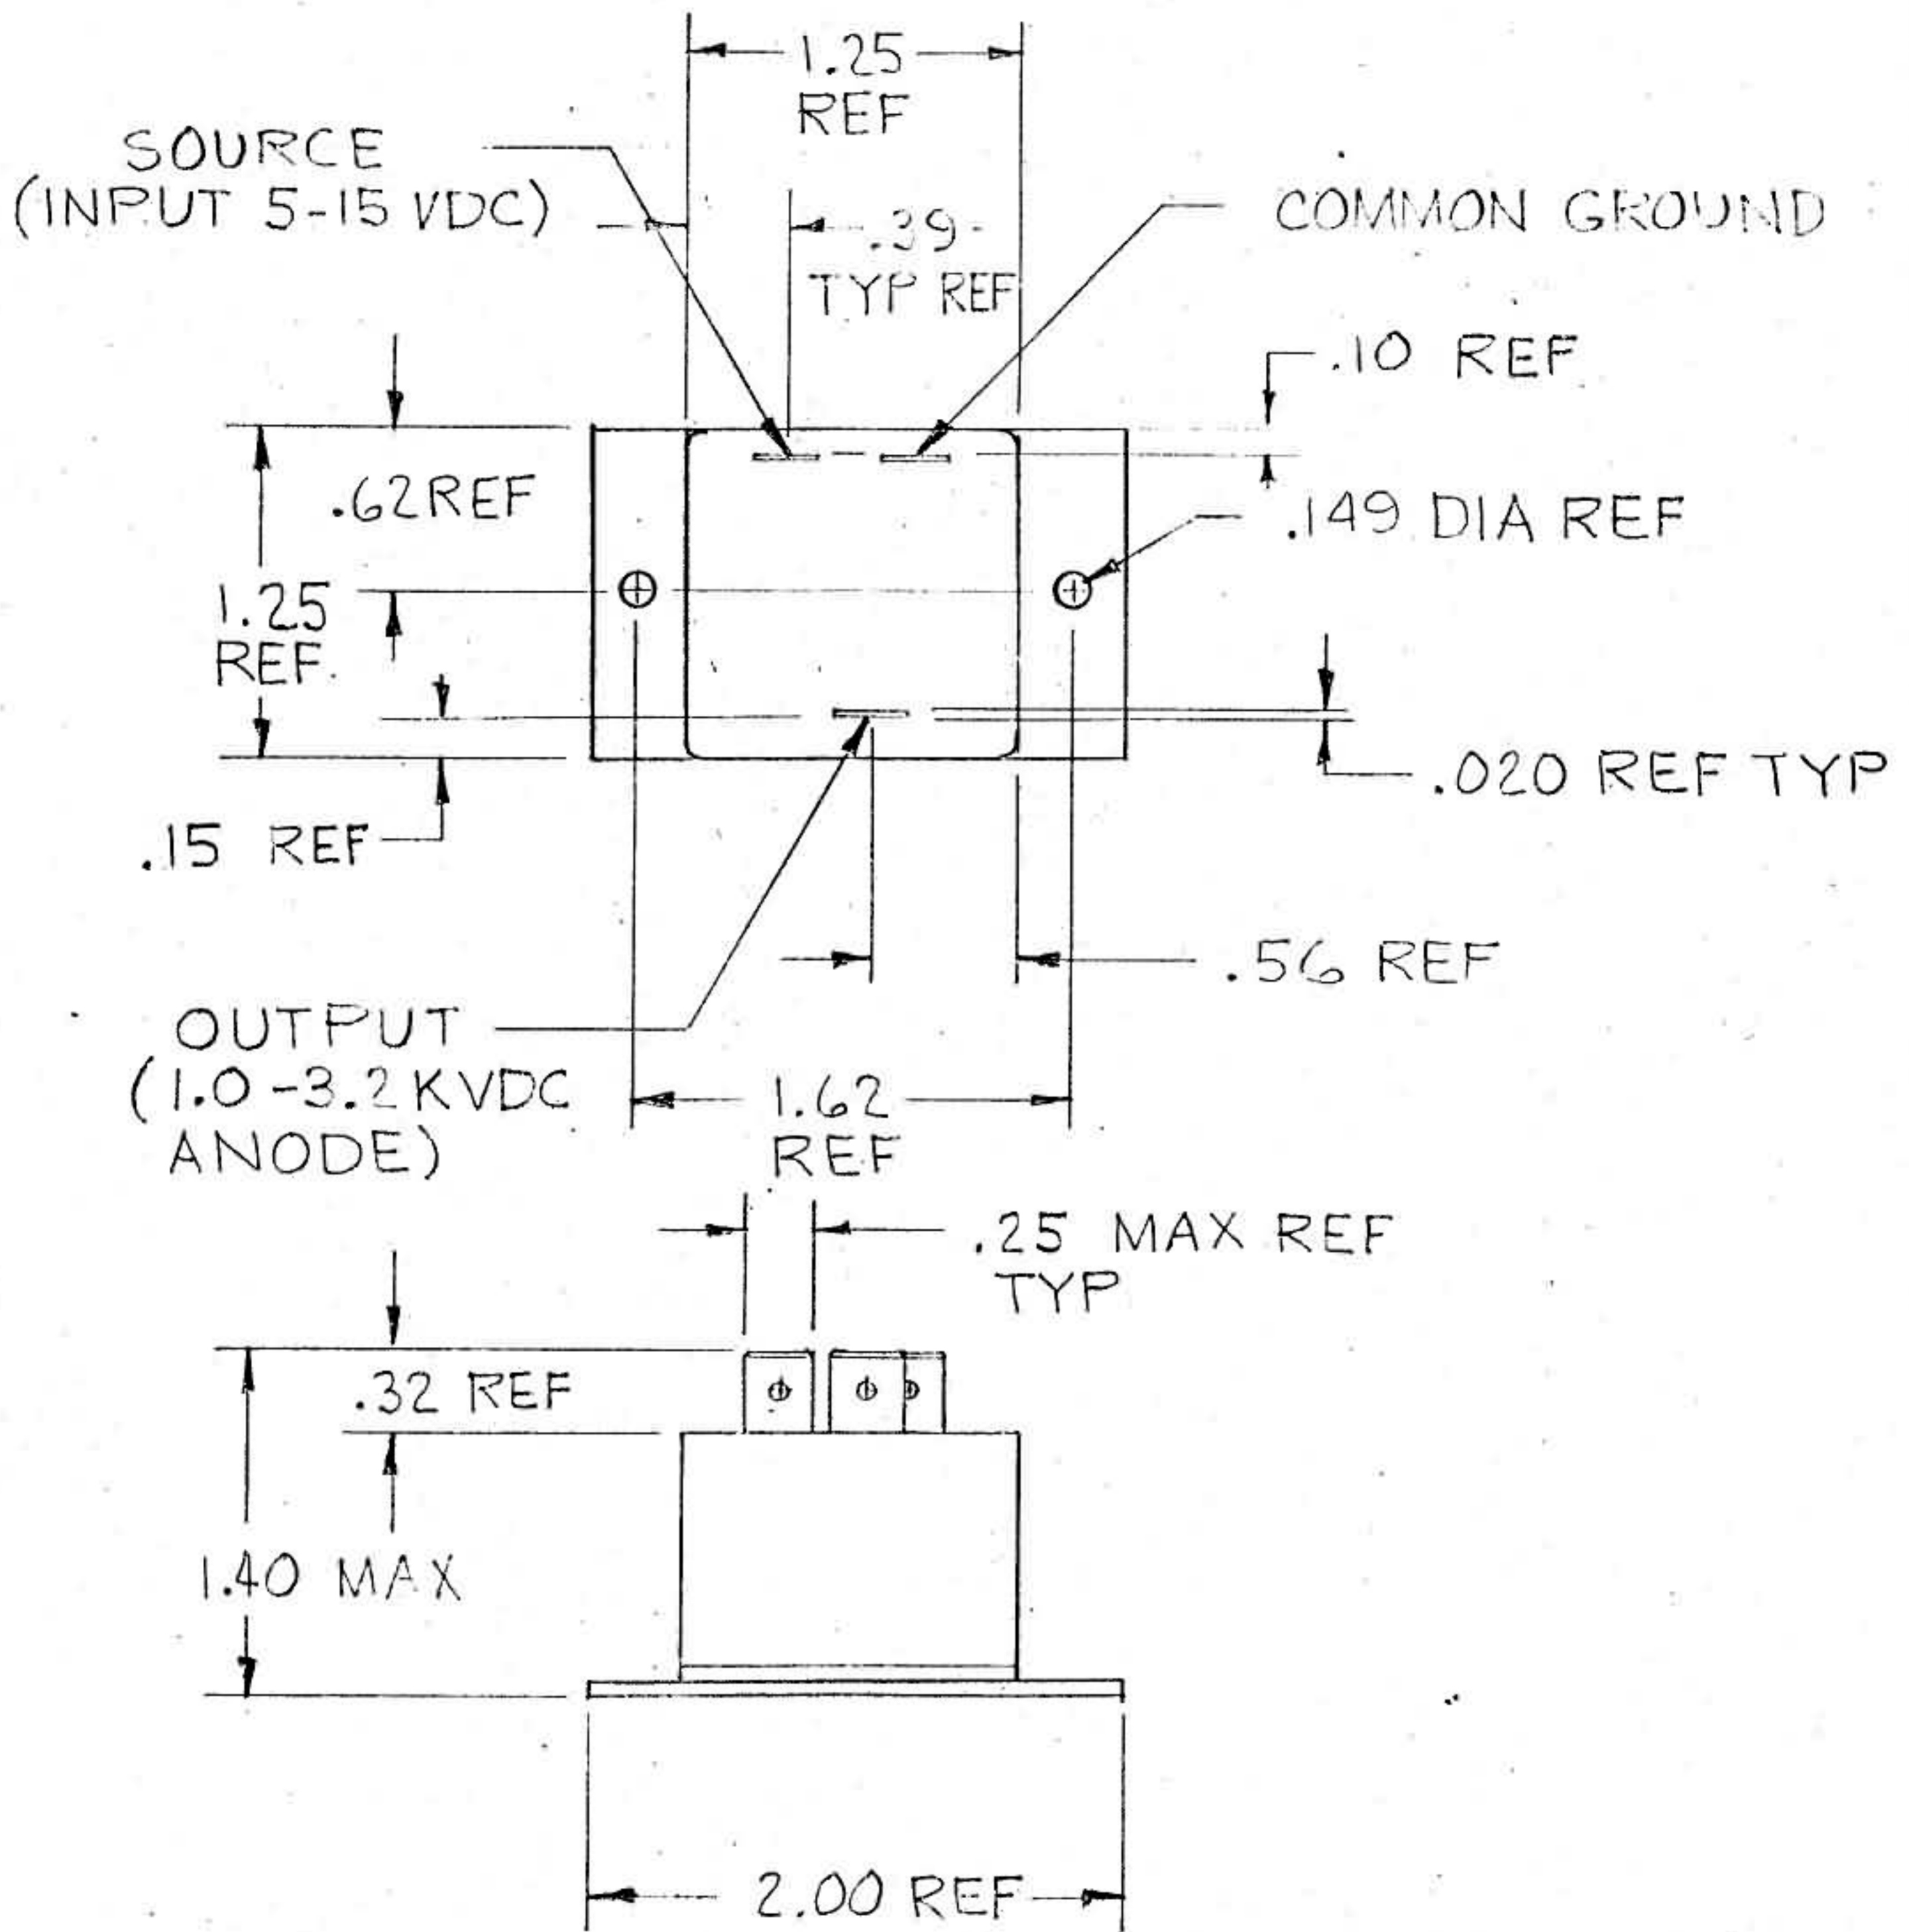 1.25
REF
SOURCE
(INPUT 5-15 VDC)
COMMON GROUND
.39
TYP REF
.10 REF
.62 REF
.149 DIA REF
1.25
REF.
.020 REF TYP
.15 REF
.56 REF
OUTPUT
(1.0-3.2 KVDC
ANODE)
1.62
REF
.25 MAX REF
TYP
.32 REF
1.40 MAX
2.00 REF